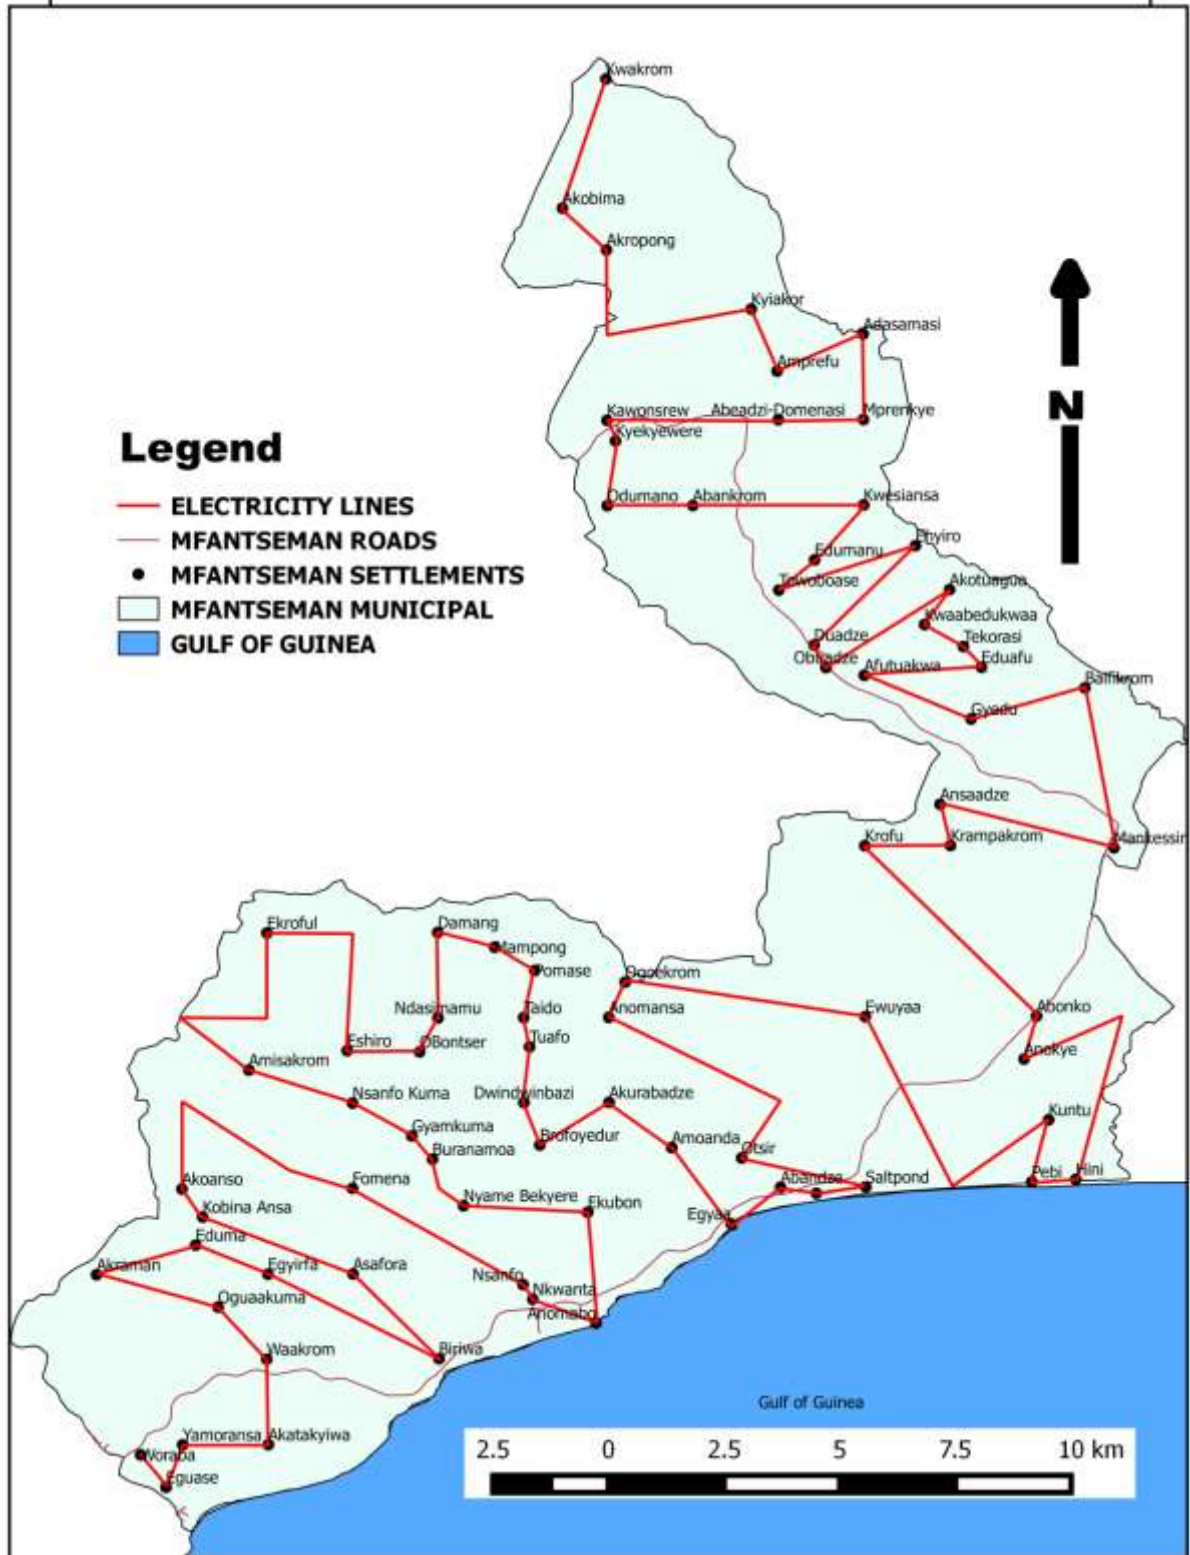 Kwakrom
Akobima
Akropong
Kyiakor
Adasamasi
Amprefu
N
Kawonsrew
Abeadzi-Domenasi
Mprenkye
Kyekyewere
Legend
ELECTRICITY LINES
MFANTSEMAN ROADS
MFANTSEMAN SETTLEMENTS
MFANTSEMAN MUNICIPAL
GULF OF GUINEA
Odumano
Abankrom
Kwesiansa
Edumanu
Ehyiro
Towoboase
Akotuagua
Kwaabedukwaa
Duadze
Tekorasi
Obuadze
Afutuakwa
Eduafu
Baifikrom
Gyedu
Ansaadze
Krofu
Krampakrom
Mankessim
Ekroful
Damang
Mampong
Pomase
Ogoekrom
Ndasimamu
Taido
Anomansa
Ewuyaa
Abonko
Eshiro
OBontser
Tuafo
Anokye
Amisakrom
Nsanfo Kuma
Dwindwinbazi
Akurabadze
Kuntu
Gyamkuma
Brofoyedur
Amoanda
Buranamoa
Otsir
Akoanso
Fomena
Nyame Bekyere
Ekubon
Abandze
Saltpond
Pebi
Hini
Kobina Ansa
Egyaa
Eduma
Akraman
Egyirfa
Asafora
Nsanfo
Oguaakuma
Nkwanta
Anomabo
Waakrom
Biriwa
Gulf of Guinea
Yamoransa
Akatakyiwa
Moraba
Eguase
2.5 0 2.5 5 7.5 10 km